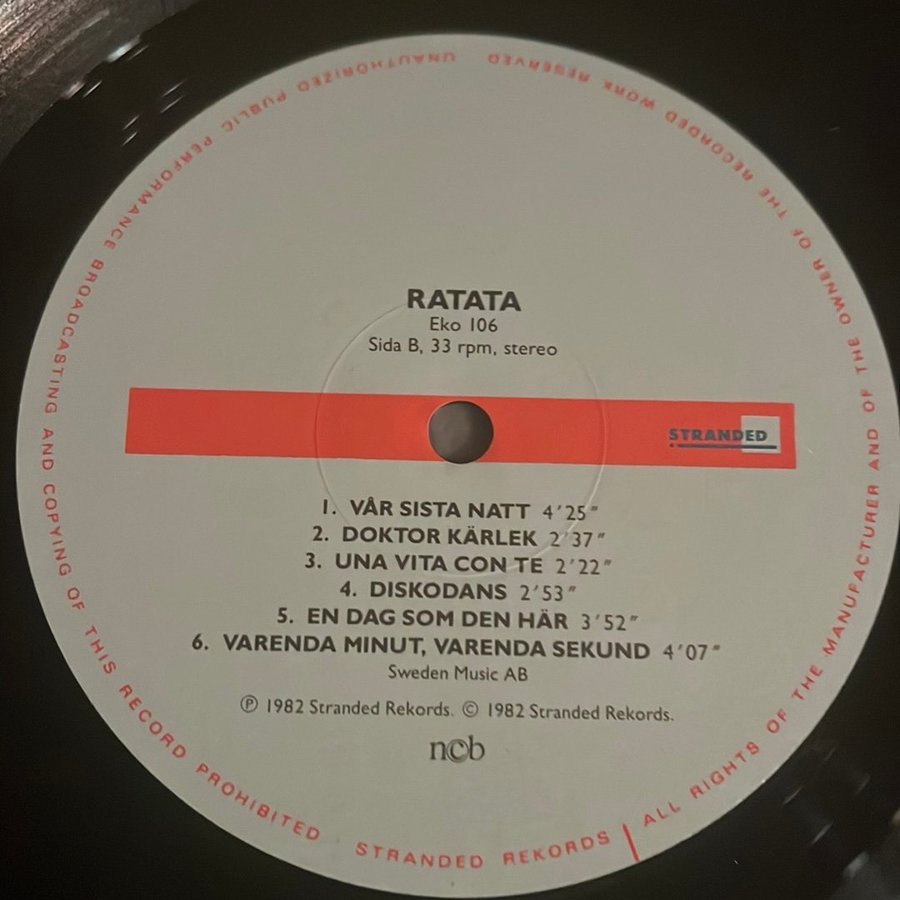 RATATA
Eko 106
Sida B, 33 rpm, stereo
STRANDED
1. VÅR SISTA NATT 4'25"
2. DOKTOR KÄRLEK 2'37"
3. UNA VITA CON TE 2'22"
4. DISKODANS 2'53"
5. EN DAG SOM DEN HÄR 3'52"
6. VARENDA MINUT, VARENDA SEKUND 4'07"
Sweden Music AB
Ⓟ 1982 Stranded Rekords. © 1982 Stranded Rekords.
ncb
STRANDED REKORDS | ALL RIGHTS OF THE MANUFACTURER AND OF THE OWNER OF THE RECORDED WORK RESERVED UNAUTHORIZED PUBLIC PERFORMANCE BROADCASTING AND COPYING OF THIS RECORD PROHIBITED